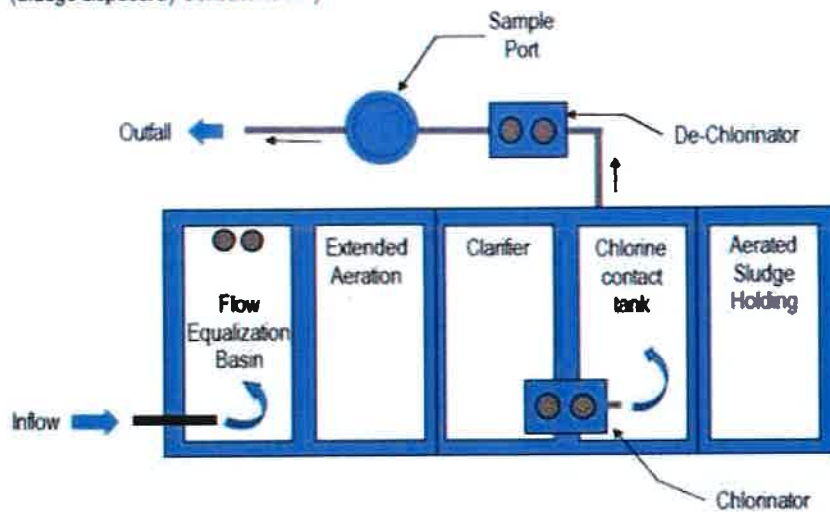 Sample
Port
Outfall
De-Chlorinator
Flow
Equalization
Basin
Extended
Aeration
Clarifier
Chlorine
contact
tank
Aerated
Sludge
Holding
Inflow
Chlorinator